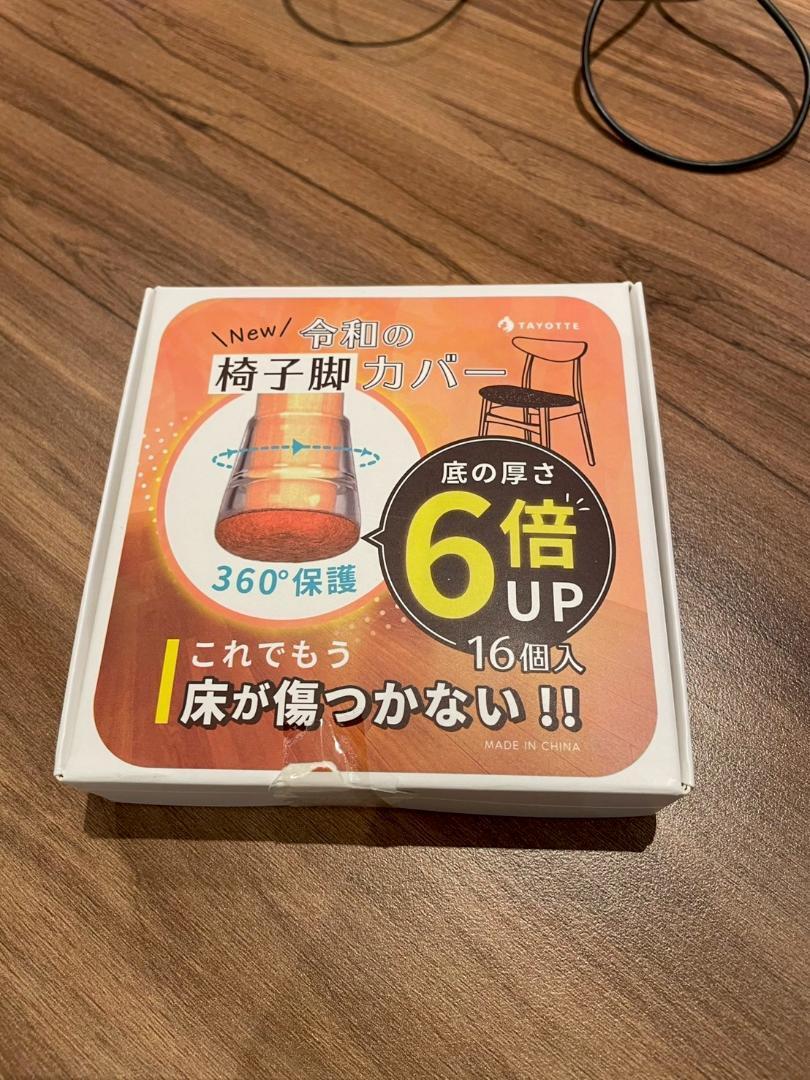 \New/ 令和の
TAYOTTE
椅子脚カバー
底の厚さ
6倍
UP
360°保護
16個入
これでもう
床が傷つかない!!
MADE IN CHINA